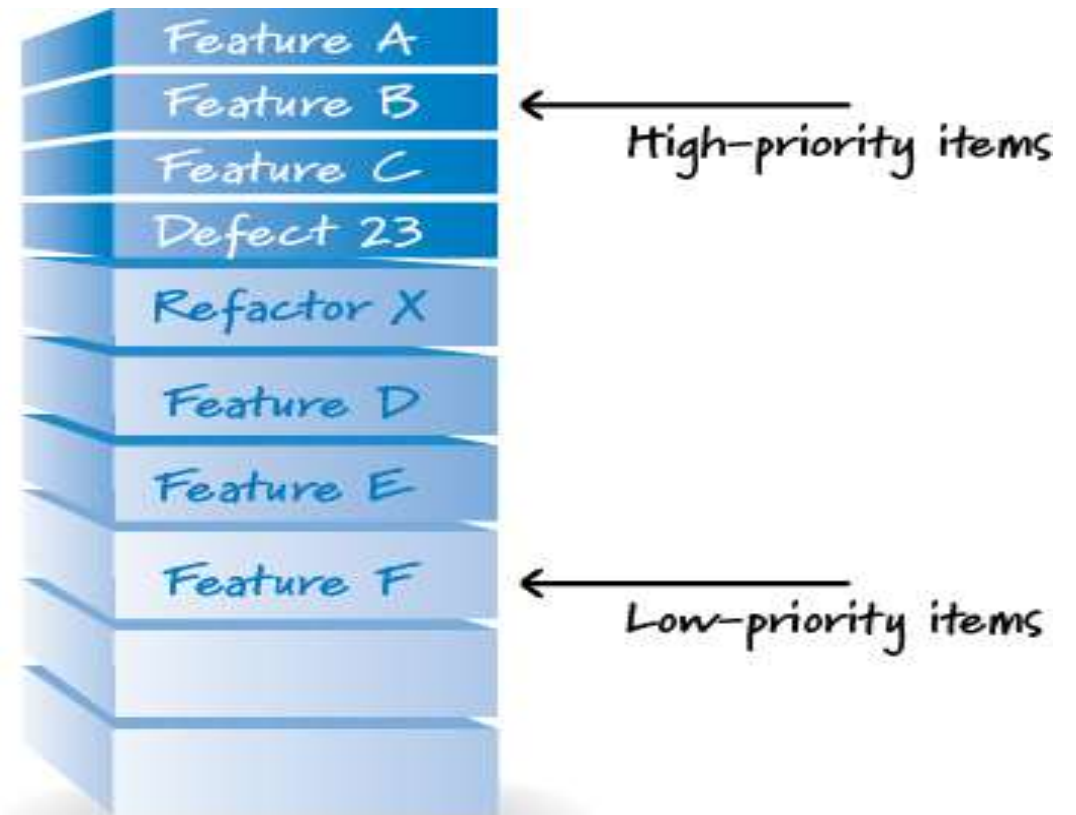 Feature A
Feature B
High-priority items
Feature C
Defect 23
Refactor X
Feature D
Feature E
Feature F
Low-priority items